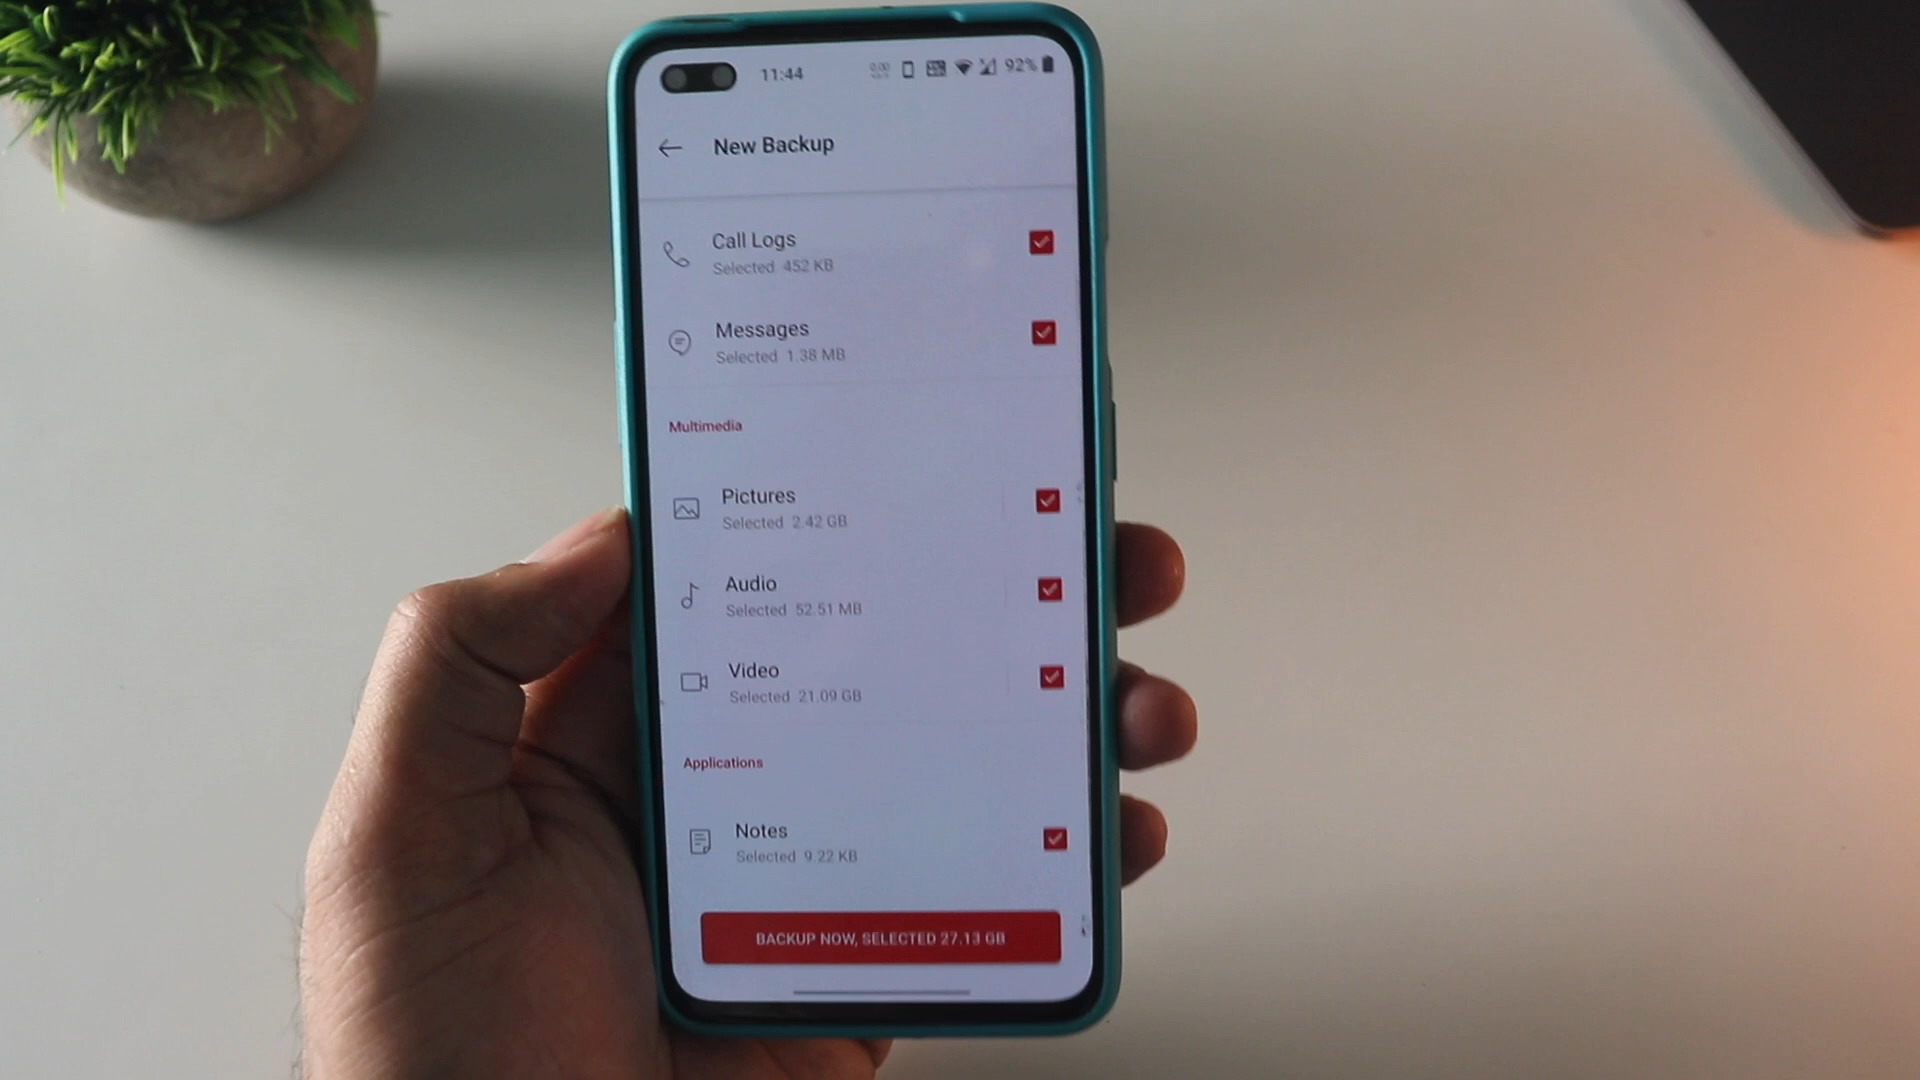 11:44
92%
New Backup
Call Logs
Selected 452 KB
Messages
Selected 1.38 MB
Multimedia
Pictures
Selected 2.42 GB
Audio
Selected 52.51 MB
Video
Selected 21.09 GB
Applications
Notes
Selected 9.22 KB
BACKUP NOW, SELECTED 27.13 GB